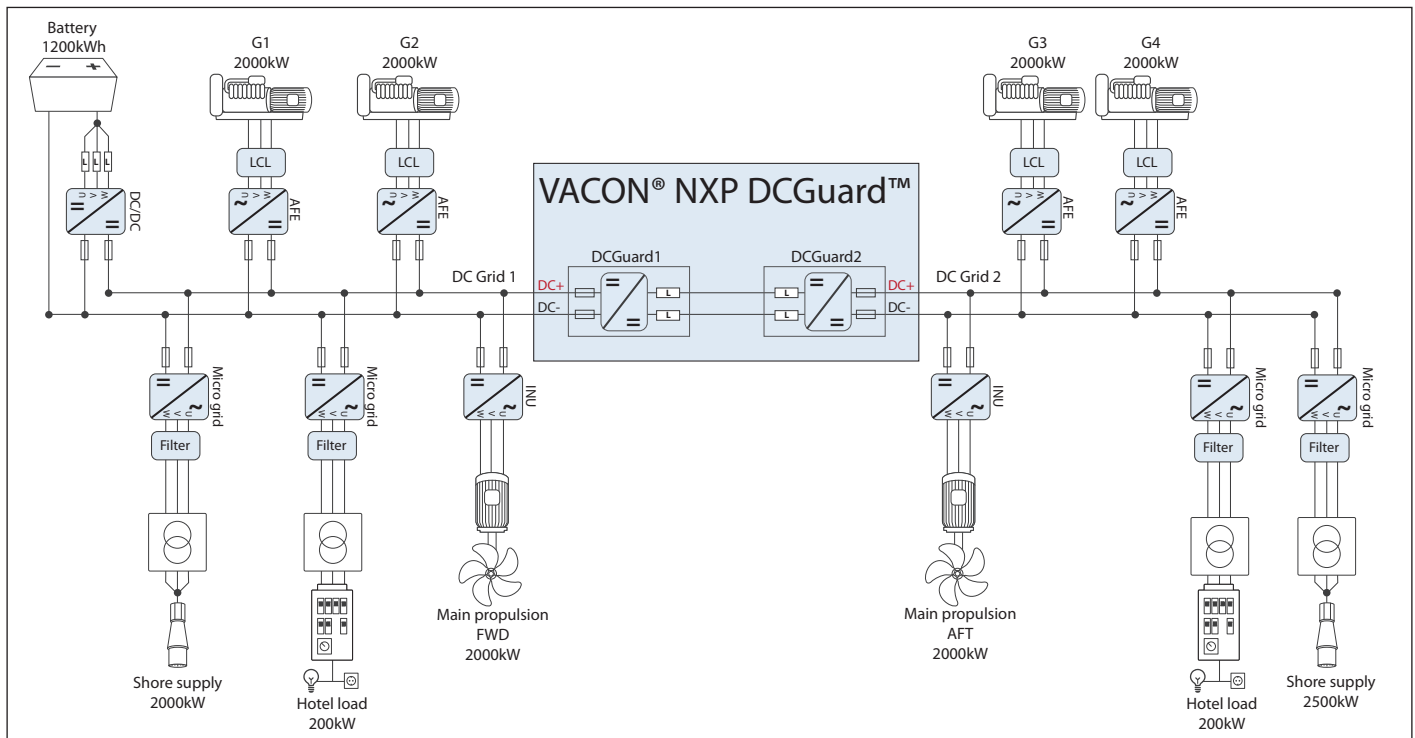 Battery
1200kWh
G1
2000kW
G2
2000kW
G3
2000kW
G4
2000kW
L L L
U V W
DC/DC
LCL
U V W
AFE
LCL
U V W
AFE
VACON® NXP DCGuard™
LCL
U V W
AFE
LCL
U V W
AFE
DC Grid 1
DC+
DC-
DCGuard1
L
L
DCGuard2
L
L
DC+
DC-
DC Grid 2
Micro grid
W V U
Filter
Micro grid
W V U
Filter
INU
W V U
INU
W V U
Micro grid
W V U
Filter
Micro grid
W V U
Filter
Shore supply
2000kW
Hotel load
200kW
Main propulsion
FWD
2000kW
Main propulsion
AFT
2000kW
Hotel load
200kW
Shore supply
2500kW